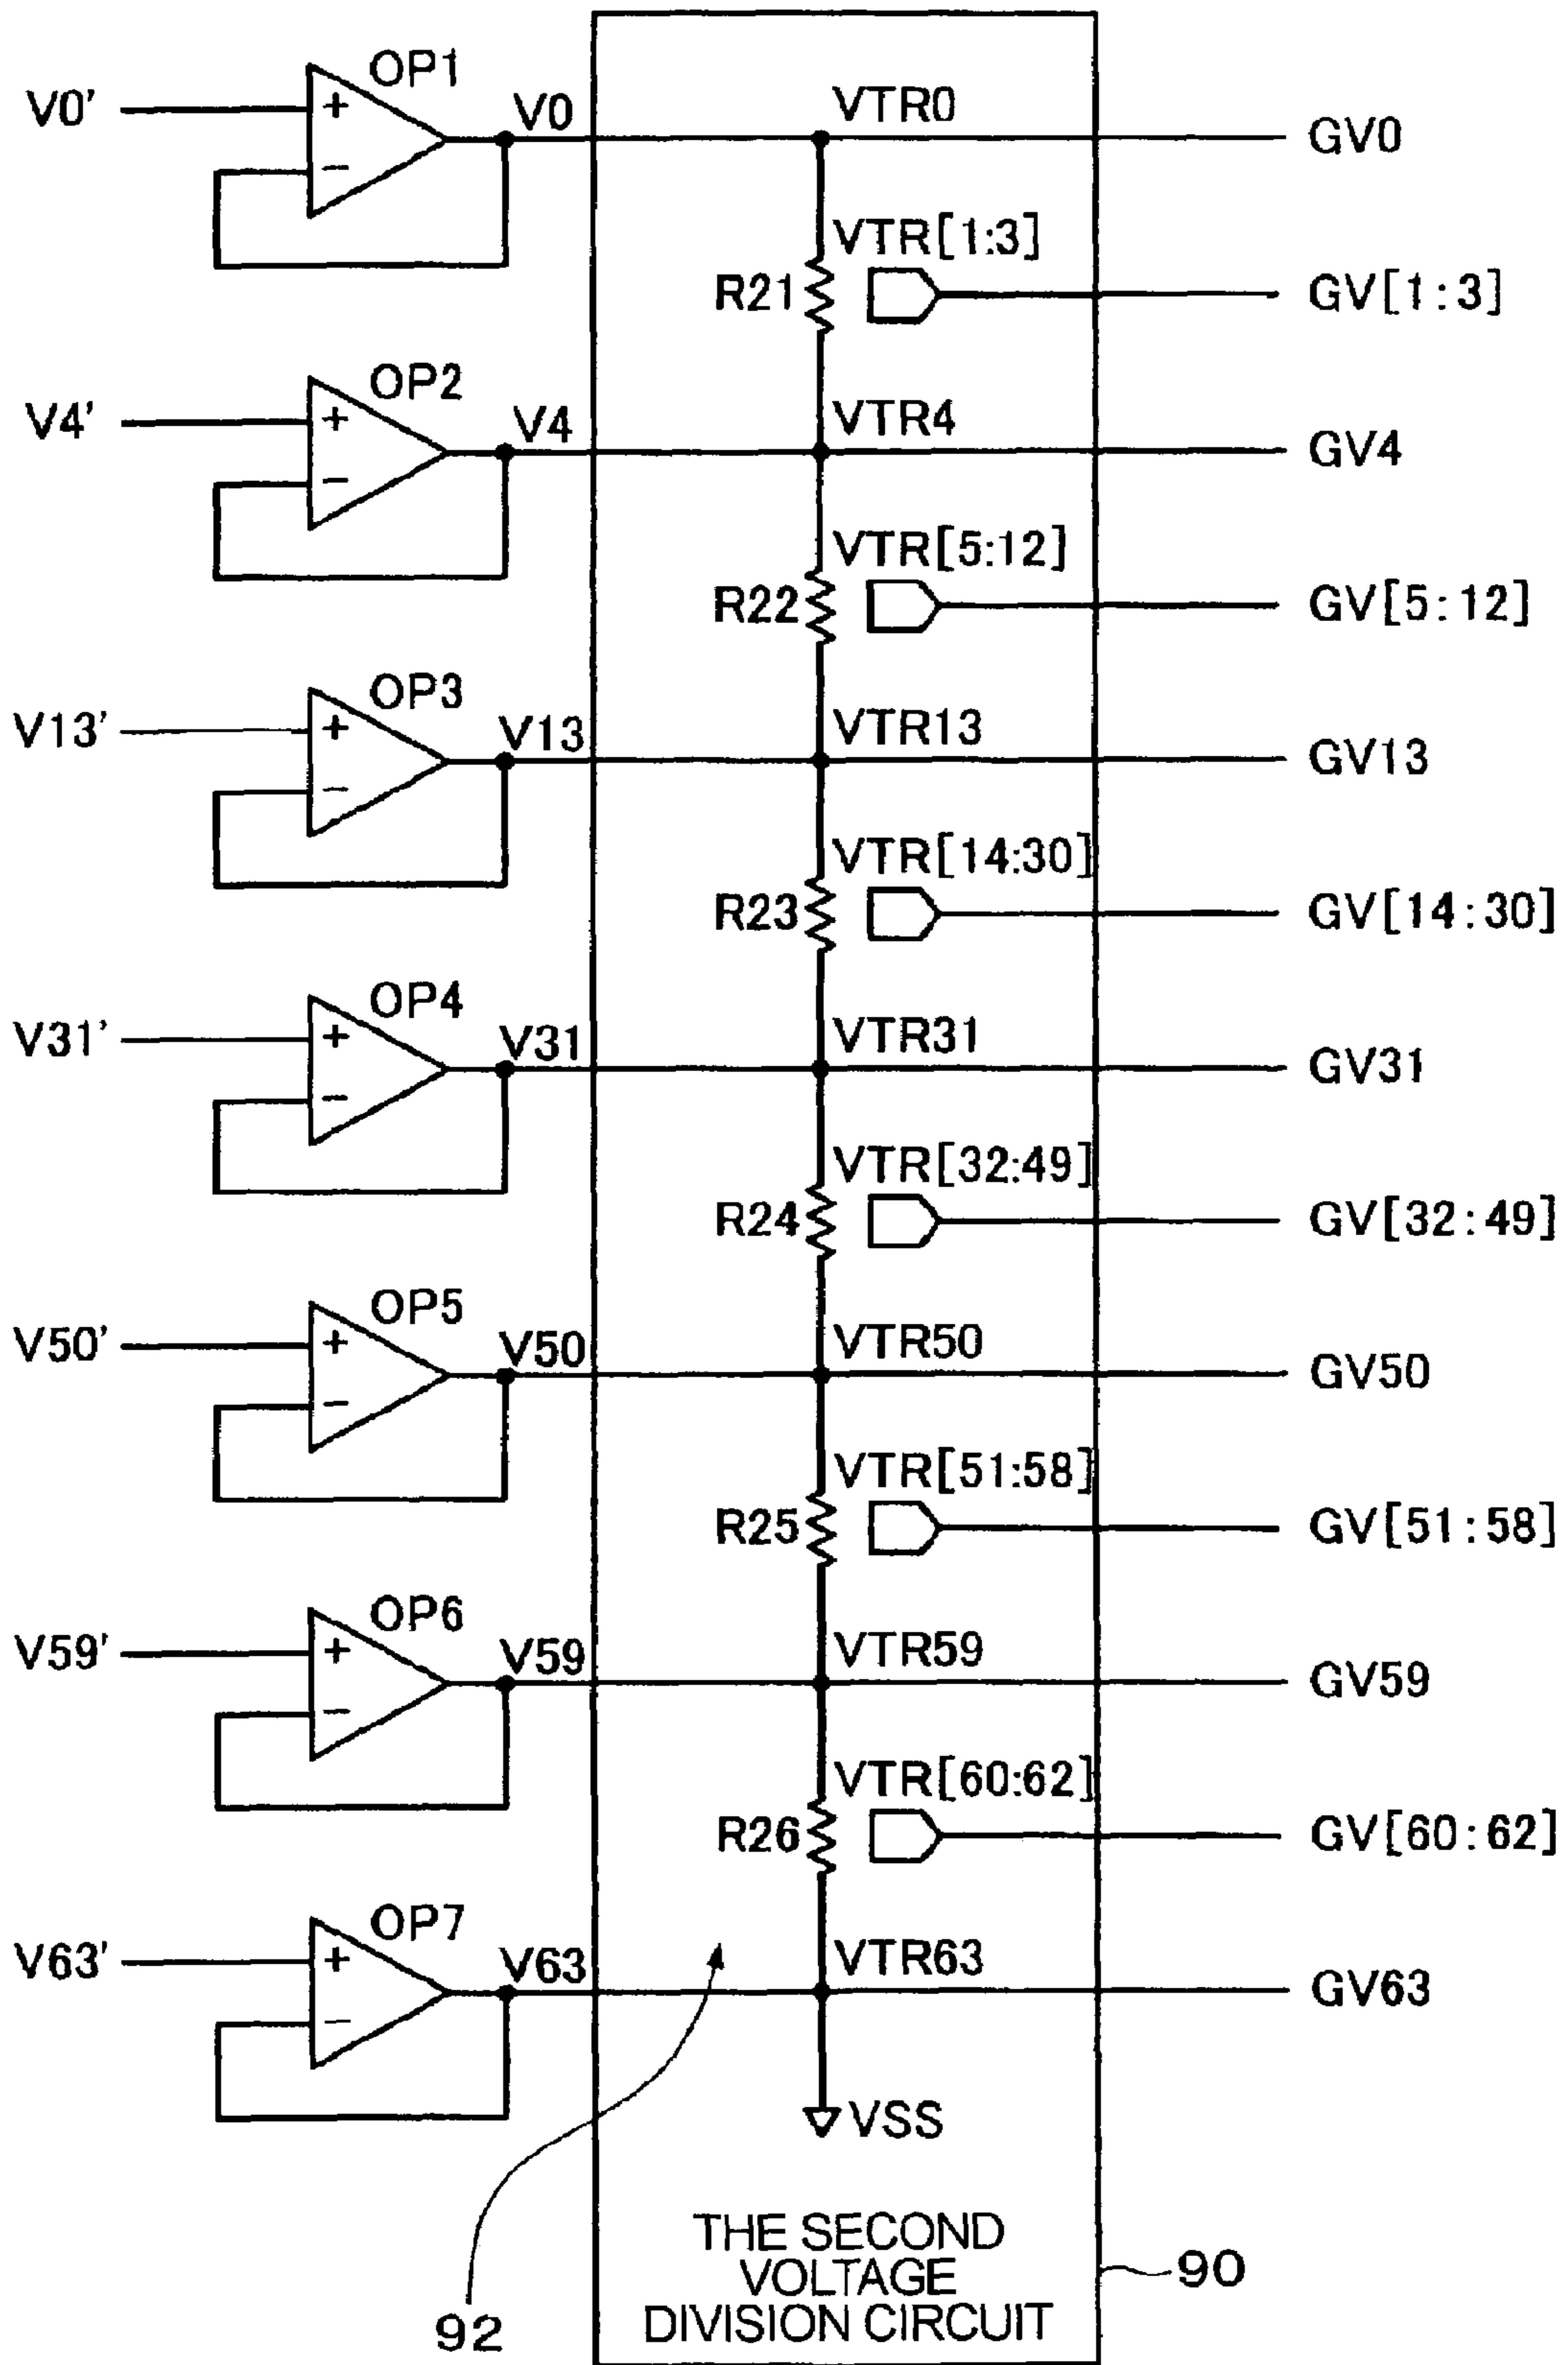 OP1
V0' + V0 VTR0 GV0
−
VTR[1:3]
R21 GV[1:3]
OP2
V4' + V4 VTR4 GV4
−
VTR[5:12]
R22 GV[5:12]
OP3
V13' + V13 VTR13 GV13
−
VTR[14:30]
R23 GV[14:30]
OP4
V31' + V31 VTR31 GV31
−
VTR[32:49]
R24 GV[32:49]
OP5
V50' + V50 VTR50 GV50
−
VTR[51:58]
R25 GV[51:58]
OP6
V59' + V59 VTR59 GV59
−
VTR[60:62]
R26 GV[60:62]
OP7
V63' + V63 VTR63 GV63
−
VSS
THE SECOND
VOLTAGE
DIVISION CIRCUIT
90
92